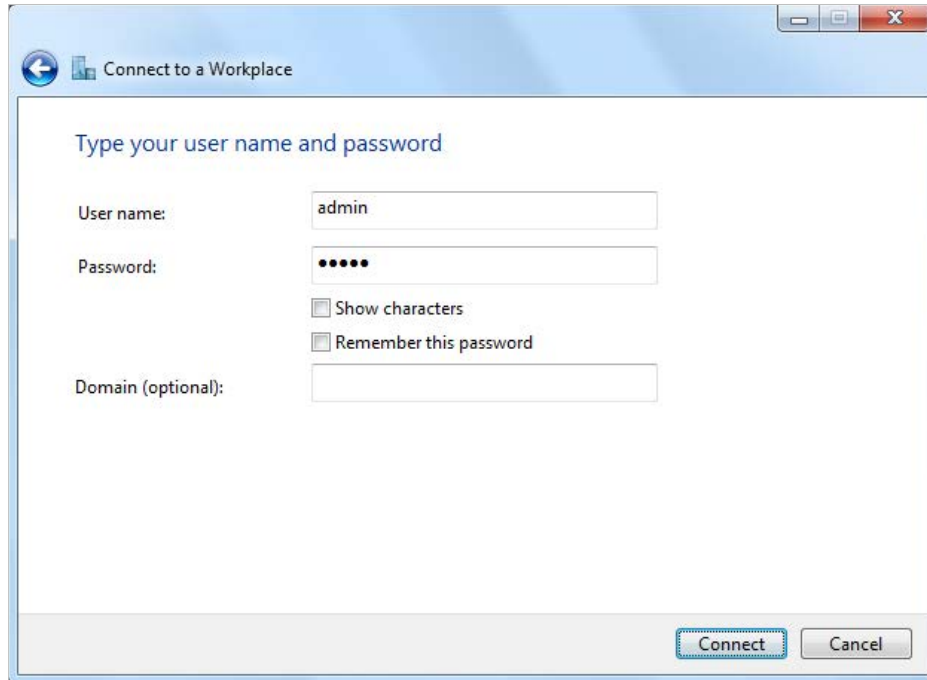 Connect to a Workplace
Type your user name and password
User name: admin
Password: •••••
Show characters
Remember this password
Domain (optional):
Connect Cancel